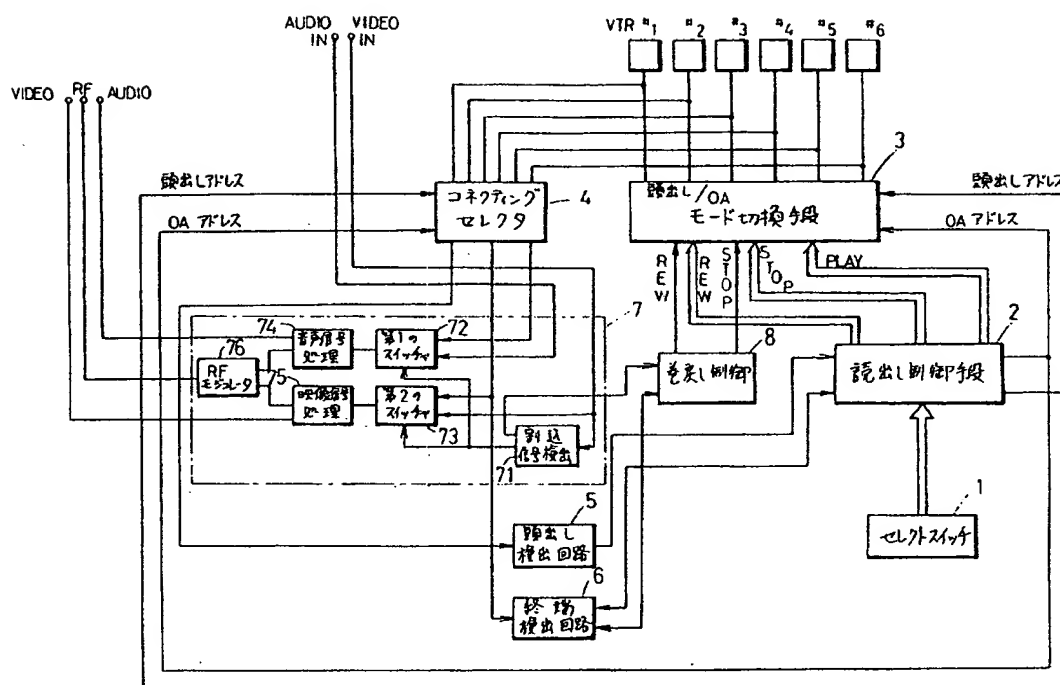 AUDIO IN
VIDEO IN
VTR #1
#2
#3
#4
#5
#6
VIDEO
RF
AUDIO
3
頭出しアドレス
コネクティング
セレクタ
4
頭出し/OA
モード切換手段
頭出しアドレス
OA アドレス
OA アドレス
REW
REW
STOP
STOP
PLAY
7
2
74
音声信号
処理
72
第1の
スイッチャ
8
巻戻し制御
読出し制御手段
76
RF
モジュレータ
75
映像信号
処理
第2の
スイッチャ
73
割込
信号検出
71
1
セレクトスイッチ
5
頭出し
検出回路
6
終端
検出回路